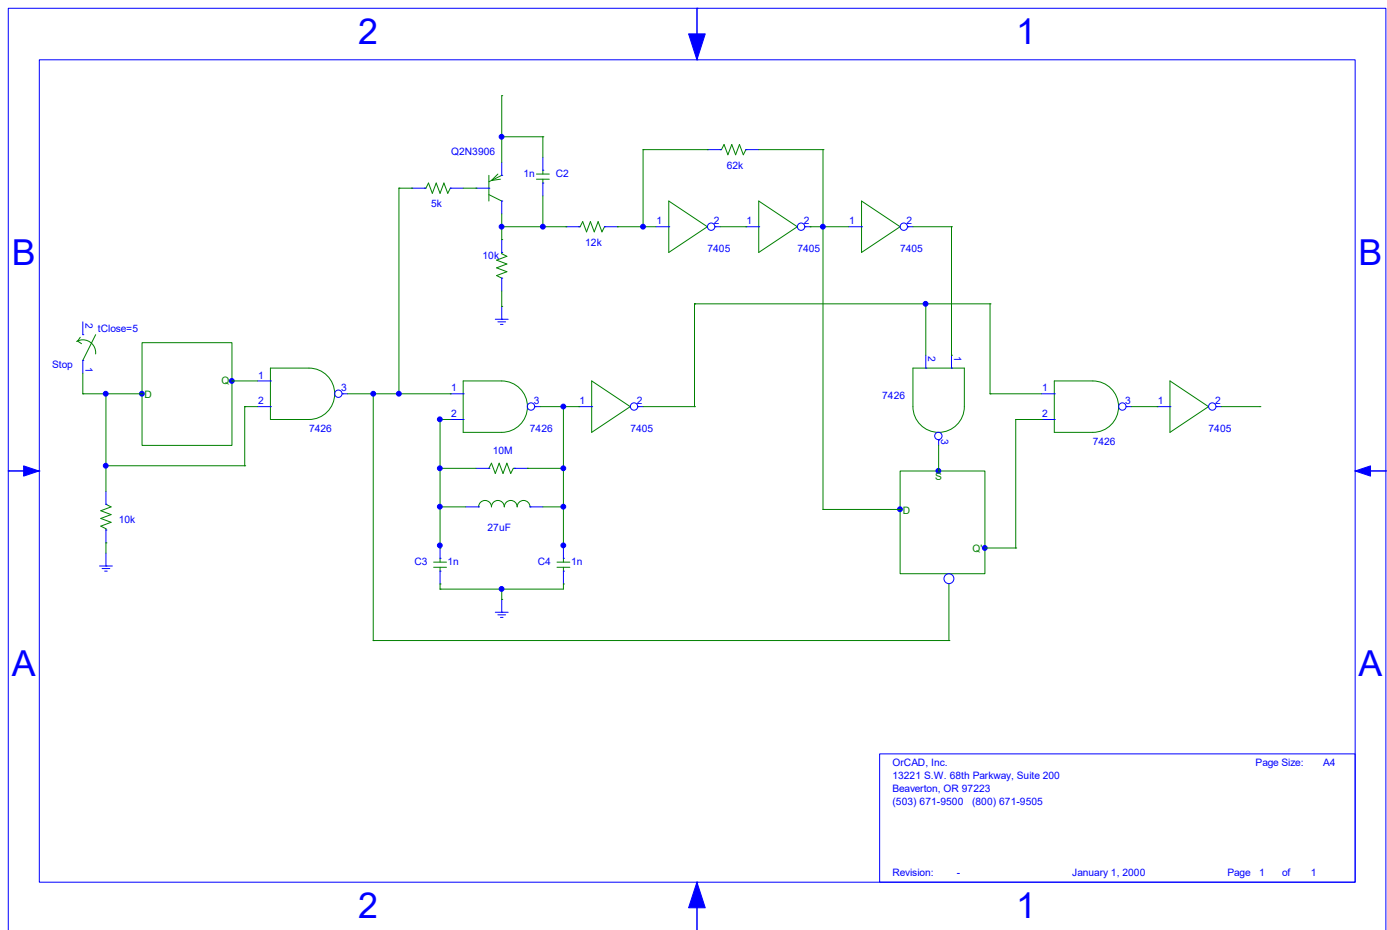 2
1
Q2N3906
1n
C2
62k
5k
1
2
1
2
1
2
B
12k
7405
7405
7405
B
10k
2
tClose=5
Stop
1
2
1
Q
1
3
D
2
7426
1
3
2
7426
1
2
7405
7426
3
1
3
2
7426
1
2
7405
10M
S
10k
27uF
D
Q'
C3
1n
C4
1n
A
A
OrCAD, Inc.
Page Size:
A4
13221 S.W. 68th Parkway, Suite 200
Beaverton, OR 97223
(503) 671-9500 (800) 671-9505
Revision:
-
January 1, 2000
Page 1 of 1
2
1